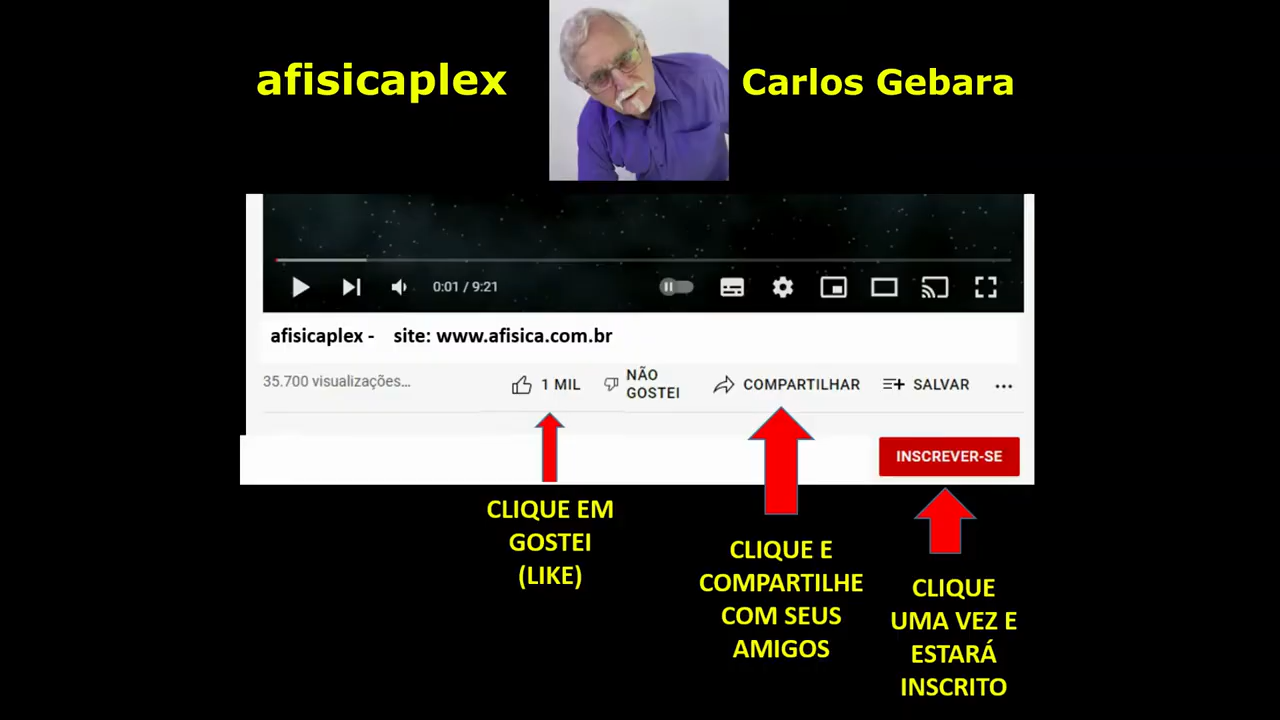 afisicaplex
Carlos Gebara
0:01 / 9:21
afisicaplex - site: www.afisica.com.br
35.700 visualizações...
1 MIL
NÃO
GOSTEI
COMPARTILHAR
SALVAR
INSCREVER-SE
CLIQUE EM
GOSTEI
(LIKE)
CLIQUE E
COMPARTILHE
COM SEUS
AMIGOS
CLIQUE
UMA VEZ E
ESTARÁ
INSCRITO